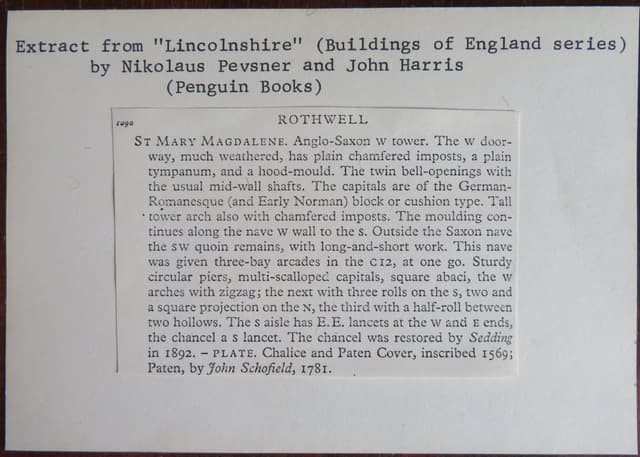 Extract from "Lincolnshire" (Buildings of England series)
by Nikolaus Pevsner and John Harris
(Penguin Books)
1090
ROTHWELL
ST MARY MAGDALENE. Anglo-Saxon W tower. The W door-
way, much weathered, has plain chamfered imposts, a plain
tympanum, and a hood-mould. The twin bell-openings with
the usual mid-wall shafts. The capitals are of the German-
Romanesque (and Early Norman) block or cushion type. Tall
tower arch also with chamfered imposts. The moulding con-
tinues along the nave W wall to the S. Outside the Saxon nave
the SW quoin remains, with long-and-short work. This nave
was given three-bay arcades in the C12, at one go. Sturdy
circular piers, multi-scalloped capitals, square abaci, the W
arches with zigzag; the next with three rolls on the S, two and
a square projection on the N, the third with a half-roll between
two hollows. The S aisle has E.E. lancets at the W and E ends,
the chancel a S lancet. The chancel was restored by Sedding
in 1892. – PLATE. Chalice and Paten Cover, inscribed 1569;
Paten, by John Schofield, 1781.